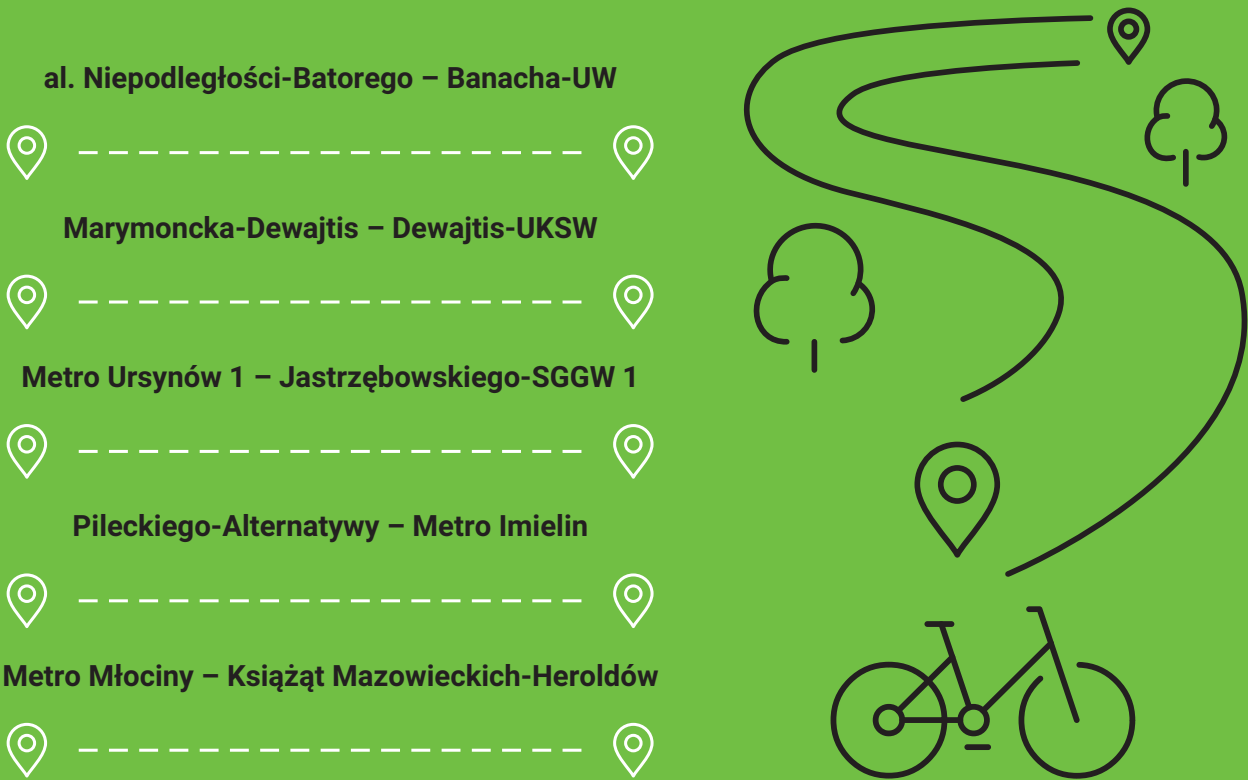 al. Niepodległości-Batorego – Banacha-UW
Marymoncka-Dewajtis – Dewajtis-UKSW
Metro Ursynów 1 – Jastrzębowskiego-SGGW 1
Pileckiego-Alternatywy – Metro Imielin
Metro Młociny – Książąt Mazowieckich-Heroldów